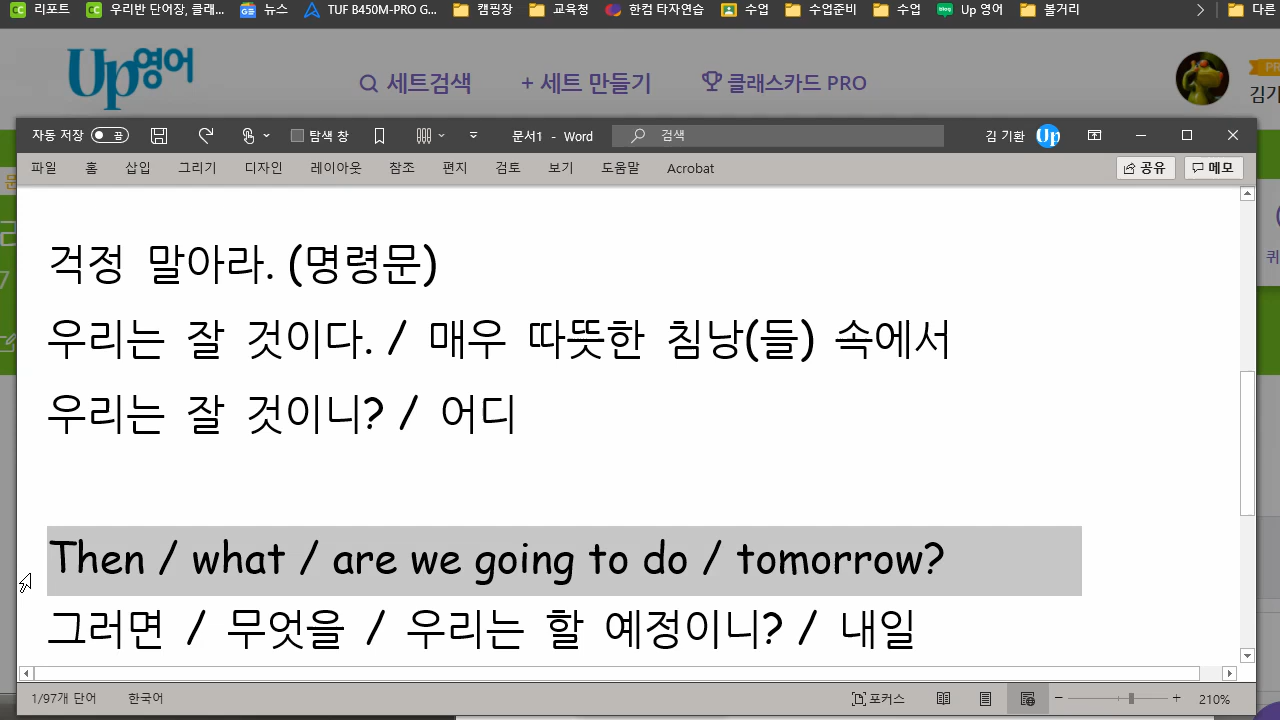 리포트 우리반 단어장, 클래... 뉴스 TUF B450M-PRO G... 캠핑장 교육청 한컴 타자연습 수업 수업준비 수업 Up 영어 볼거리 다른
Up영어 세트검색 + 세트 만들기 클래스카드 PRO
자동 저장 끔 탐색 창 문서1 - Word 검색 김 기환 Up
파일 홈 삽입 그리기 디자인 레이아웃 참조 편지 검토 보기 도움말 Acrobat 공유 메모
걱정 말아라. (명령문)
우리는 잘 것이다. / 매우 따뜻한 침낭(들) 속에서
우리는 잘 것이니? / 어디
Then / what / are we going to do / tomorrow?
그러면 / 무엇을 / 우리는 할 예정이니? / 내일
1/97개 단어 한국어 포커스 210%